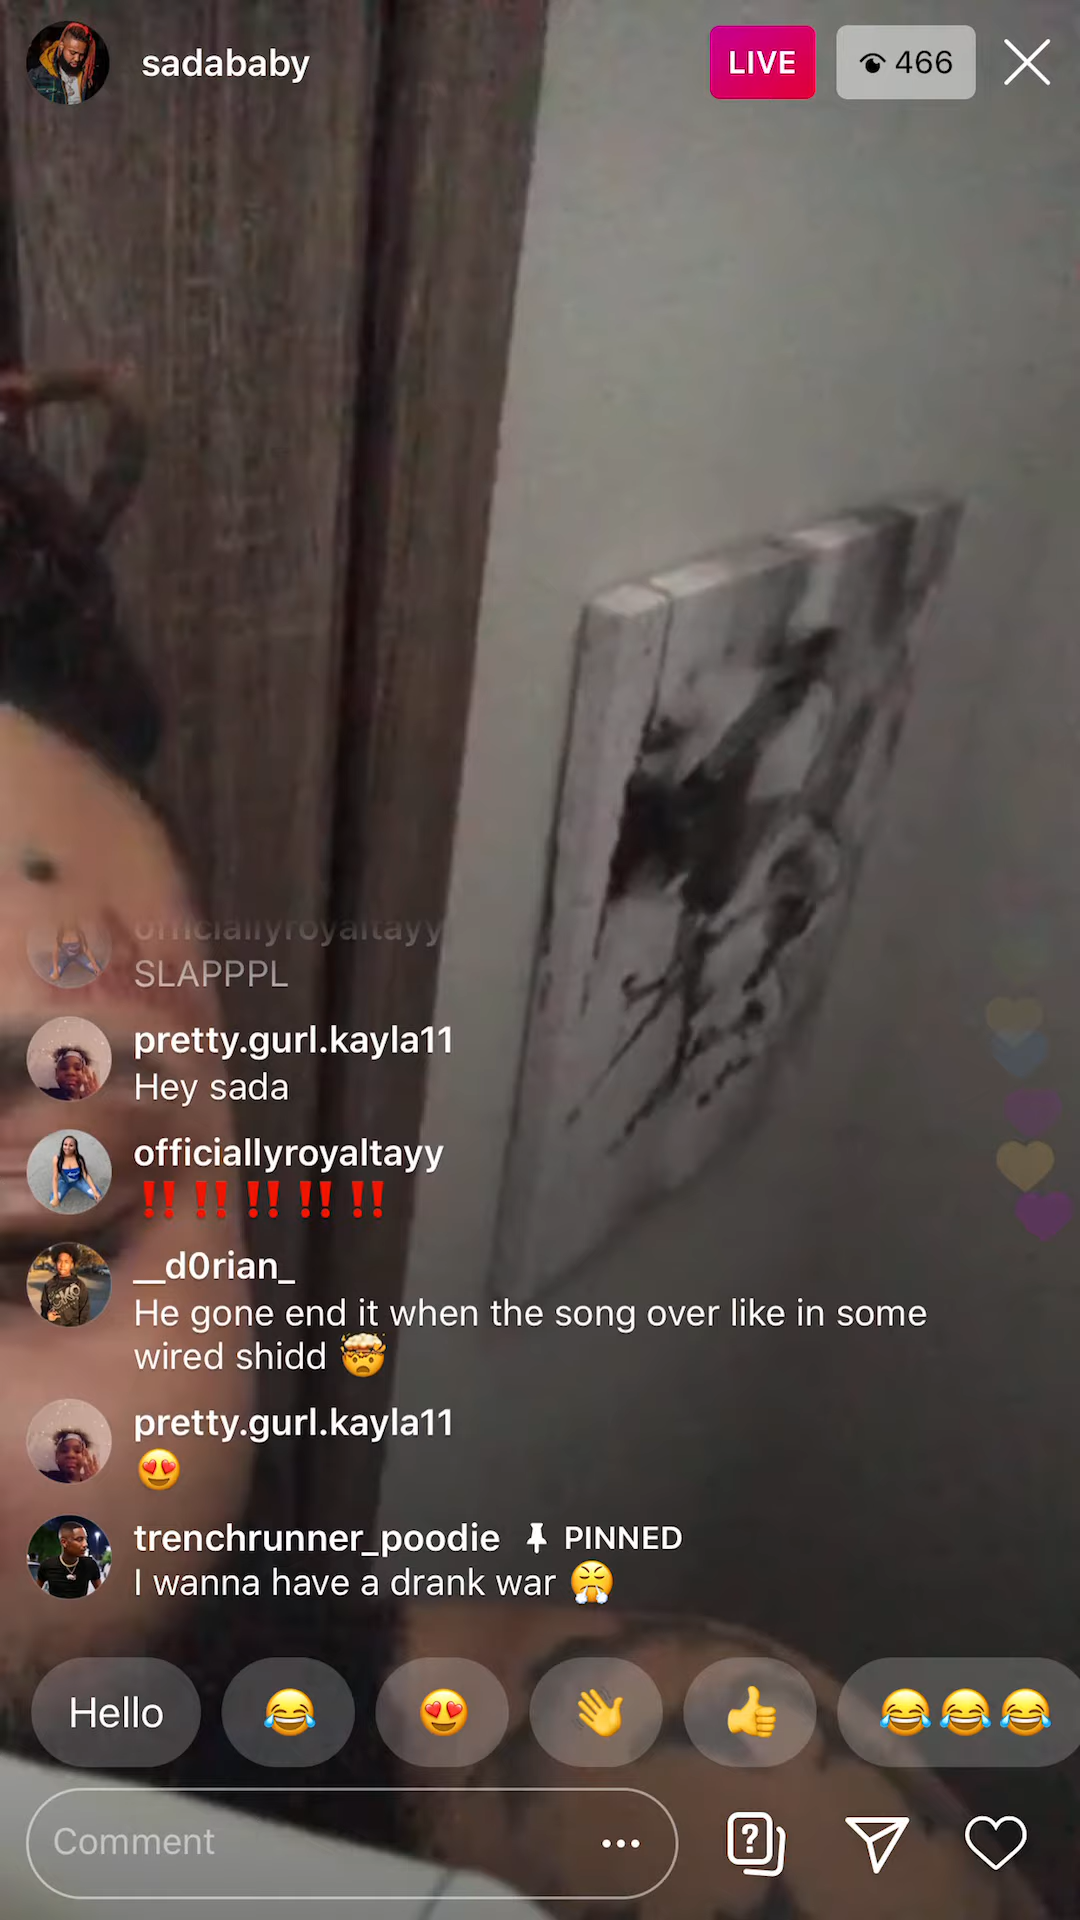 sadababy
LIVE
466
officiallyroyaltayy
SLAPPPL
pretty.gurl.kayla11
Hey sada
officiallyroyaltayy
‼️ ‼️ ‼️ ‼️ ‼️
__d0rian_
He gone end it when the song over like in some
wired shidd 🤯
pretty.gurl.kayla11
😍
trenchrunner_poodie PINNED
I wanna have a drank war 😤
Hello 😂 😍 👋 👍 😂😂😂
Comment